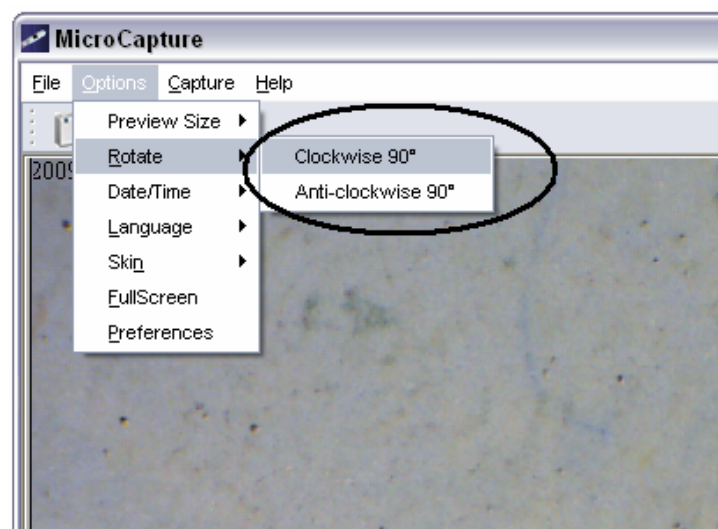 MicroCapture
File Options Capture Help
Preview Size
Rotate
Clockwise 90°
2009
Date/Time
Anti-clockwise 90°
Language
Skin
FullScreen
Preferences